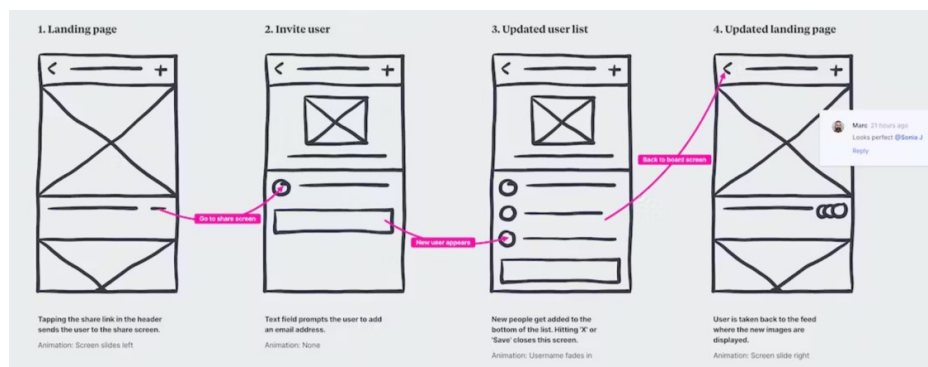 1. Landing page
2. Invite user
3. Updated user list
4. Updated landing page
Marc 21 hours ago
Looks perfect @Sonia J
Reply
Back to board screen
Go to share screen
New user appears
Tapping the share link in the header
sends the user to the share screen.
Animation: Screen slides left
Text field prompts the user to add
an email address.
Animation: None
New people get added to the
bottom of the list. Hitting 'X' or
'Save' closes this screen.
Animation: Username fades in
User is taken back to the feed
where the new images are
displayed.
Animation: Screen slide right